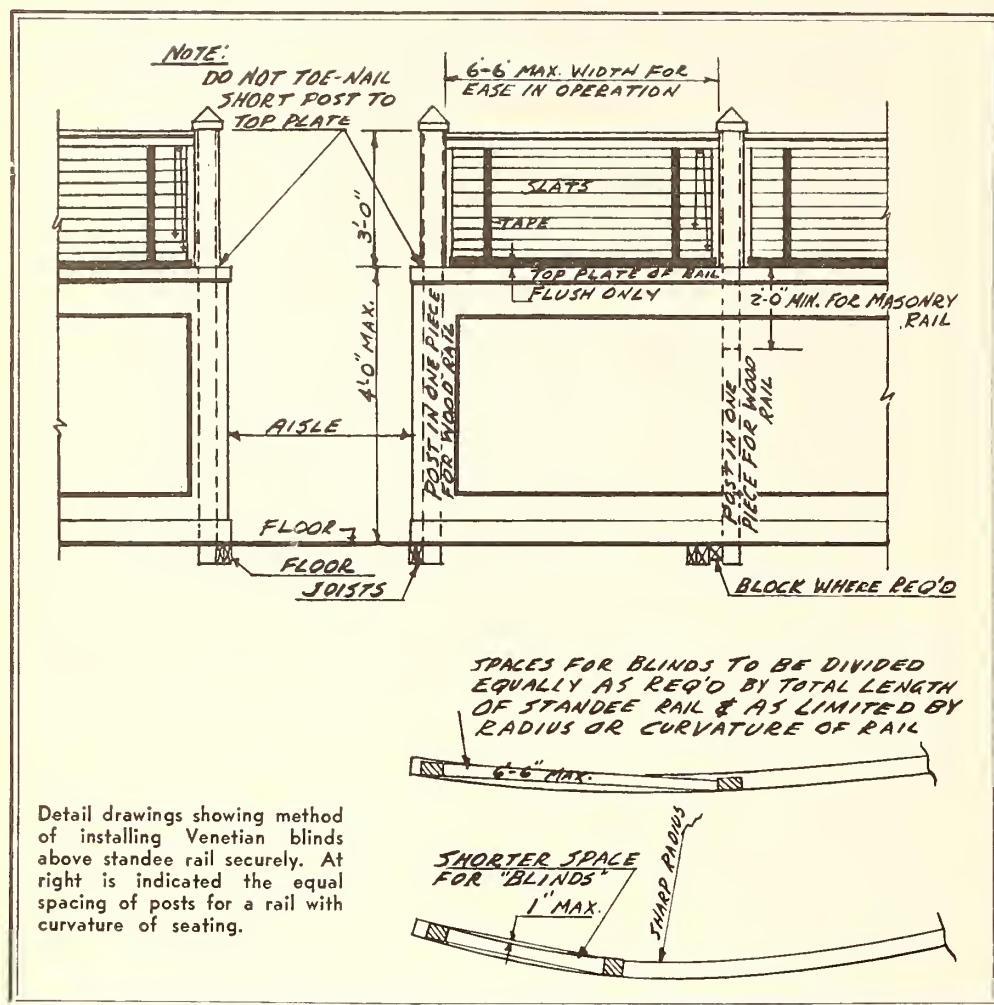 NOTE:
DO NOT TOE-NAIL
SHORT POST TO
TOP PLATE
6'-6" MAX. WIDTH FOR
EASE IN OPERATION
3'-0"
SLATS
TAPE
TOP PLATE OF RAIL
FLUSH ONLY
2'-0" MIN. FOR MASONRY
RAIL
4'-0" MAX.
POST IN ONE PIECE
FOR WOOD RAIL
POST IN ONE
PIECE FOR WOOD
RAIL
AISLE
FLOOR
FLOOR
JOISTS
BLOCK WHERE REQ'D
SPACES FOR BLINDS TO BE DIVIDED
EQUALLY AS REQ'D BY TOTAL LENGTH
OF STANDEE RAIL & AS LIMITED BY
RADIUS OR CURVATURE OF RAIL
6'-6" MAX.
Detail drawings showing method
of installing Venetian blinds
above standee rail securely. At
right is indicated the equal
spacing of posts for a rail with
curvature of seating.
SHORTER SPACE
FOR "BLINDS"
1" MAX.
SHARP RADIUS